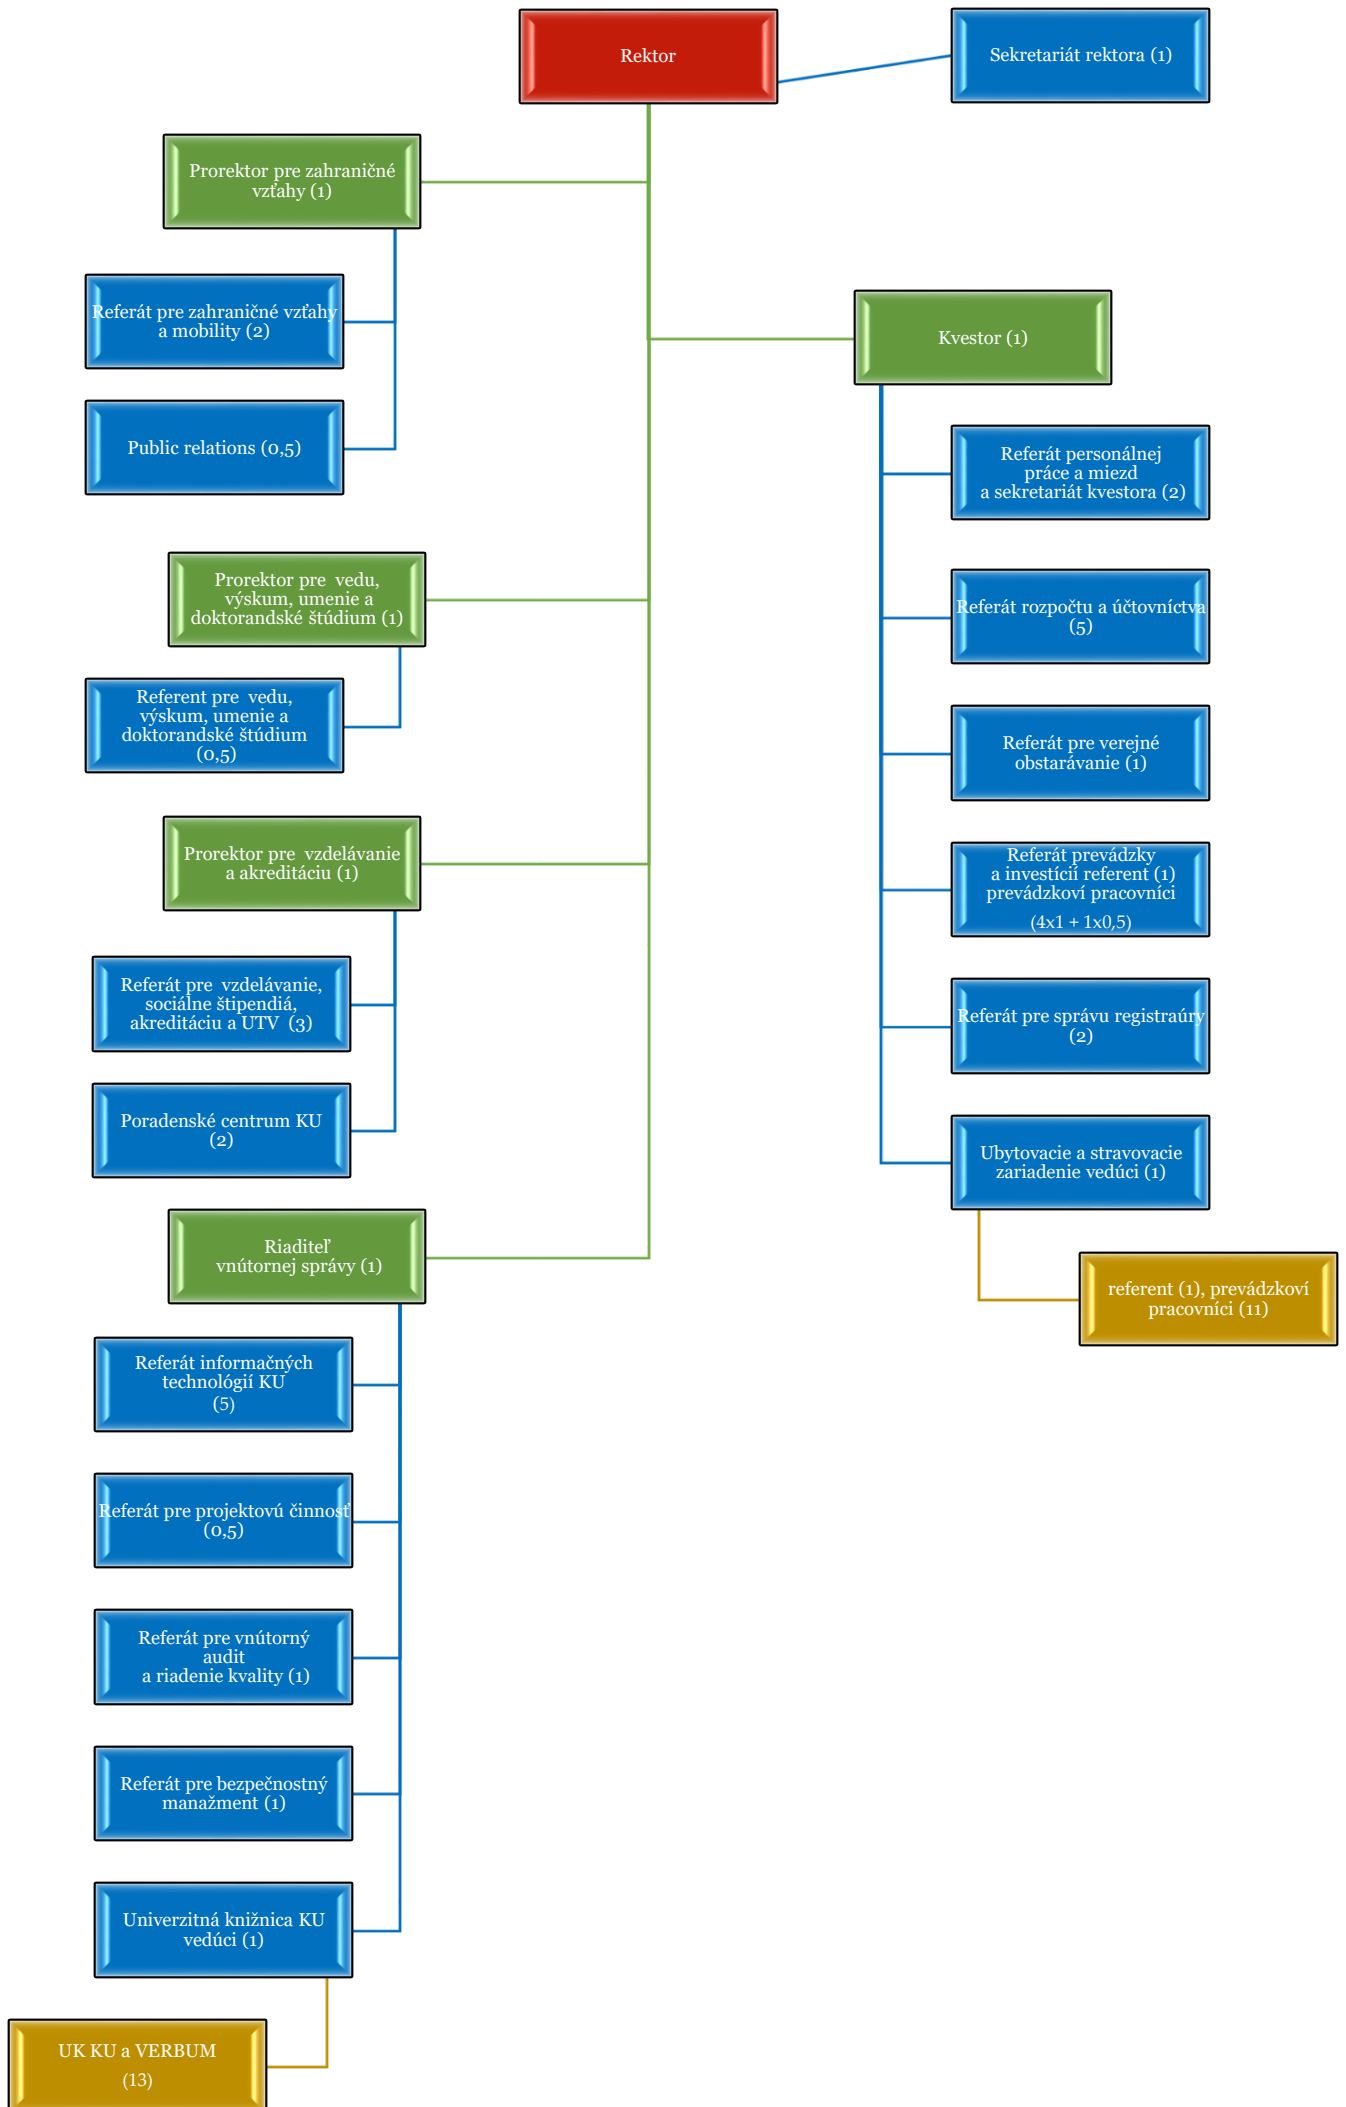 Rektor
Sekretariát rektora (1)
Prorektor pre zahraničné
vzťahy (1)
Referát pre zahraničné vzťahy
a mobility (2)
Public relations (0,5)
Kvestor (1)
Referát personálnej
práce a miezd
a sekretariát kvestora (2)
Referát rozpočtu a účtovníctva
(5)
Referát pre verejné
obstarávanie (1)
Referát prevádzky
a investícií referent (1)
prevádzkoví pracovníci
(4x1 + 1x0,5)
Referát pre správu registraúry
(2)
Ubytovacie a stravovacie
zariadenie vedúci (1)
referent (1), prevádzkoví
pracovníci (11)
Prorektor pre  vedu,
výskum, umenie a
doktorandské štúdium (1)
Referent pre  vedu,
výskum, umenie a
doktorandské štúdium
(0,5)
Prorektor pre  vzdelávanie
a akreditáciu (1)
Referát pre  vzdelávanie,
sociálne štipendiá,
akreditáciu a UTV  (3)
Poradenské centrum KU
(2)
Riaditeľ
vnútornej správy (1)
Referát informačných
technológií KU
(5)
Referát pre projektovú činnosť
(0,5)
Referát pre vnútorný
audit
a riadenie kvality (1)
Referát pre bezpečnostný
manažment (1)
Univerzitná knižnica KU
vedúci (1)
UK KU a VERBUM
(13)